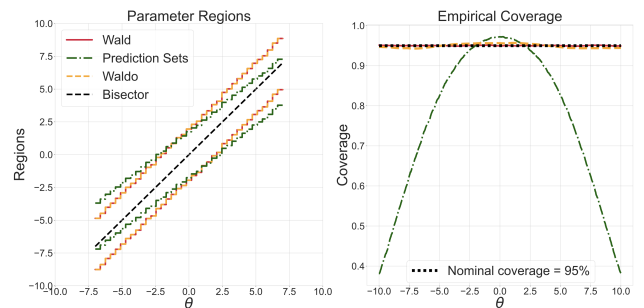 Parameter Regions
10.0
7.5
5.0
2.5
0.0
−2.5
−5.0
−7.5
−10.0
Regions
Wald
Prediction Sets
Waldo
Bisector
−10.0 −7.5 −5.0 −2.5 0.0 2.5 5.0 7.5 10.0
θ
Empirical Coverage
1.0
0.9
0.8
0.7
0.6
0.5
0.4
Coverage
Nominal coverage = 95%
−10.0 −7.5 −5.0 −2.5 0.0 2.5 5.0 7.5 10.0
θ